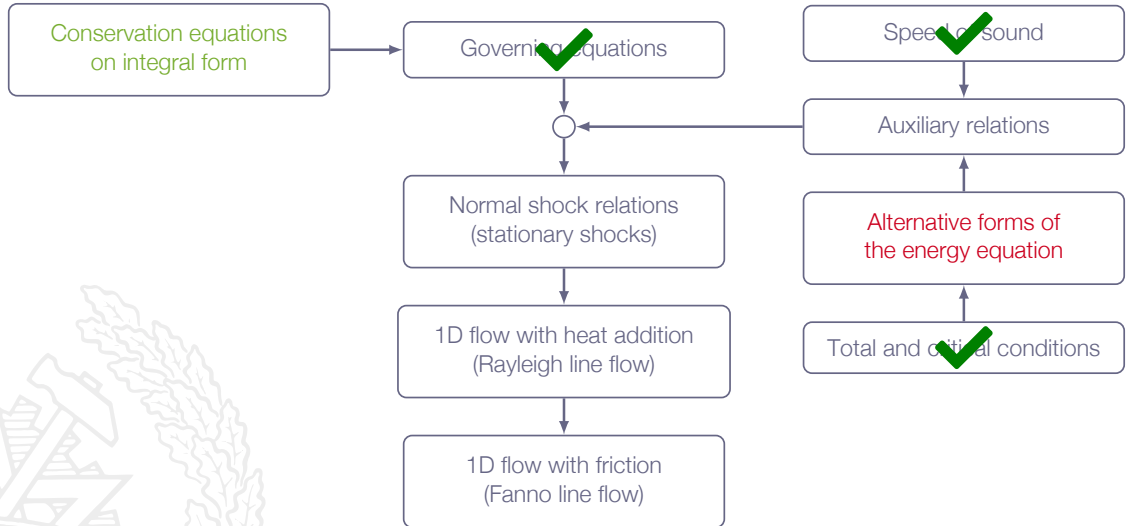 Conservation equations
on integral form
Governing equations
Speed of sound
Auxiliary relations
Normal shock relations
(stationary shocks)
Alternative forms of
the energy equation
1D flow with heat addition
(Rayleigh line flow)
Total and critical conditions
1D flow with friction
(Fanno line flow)